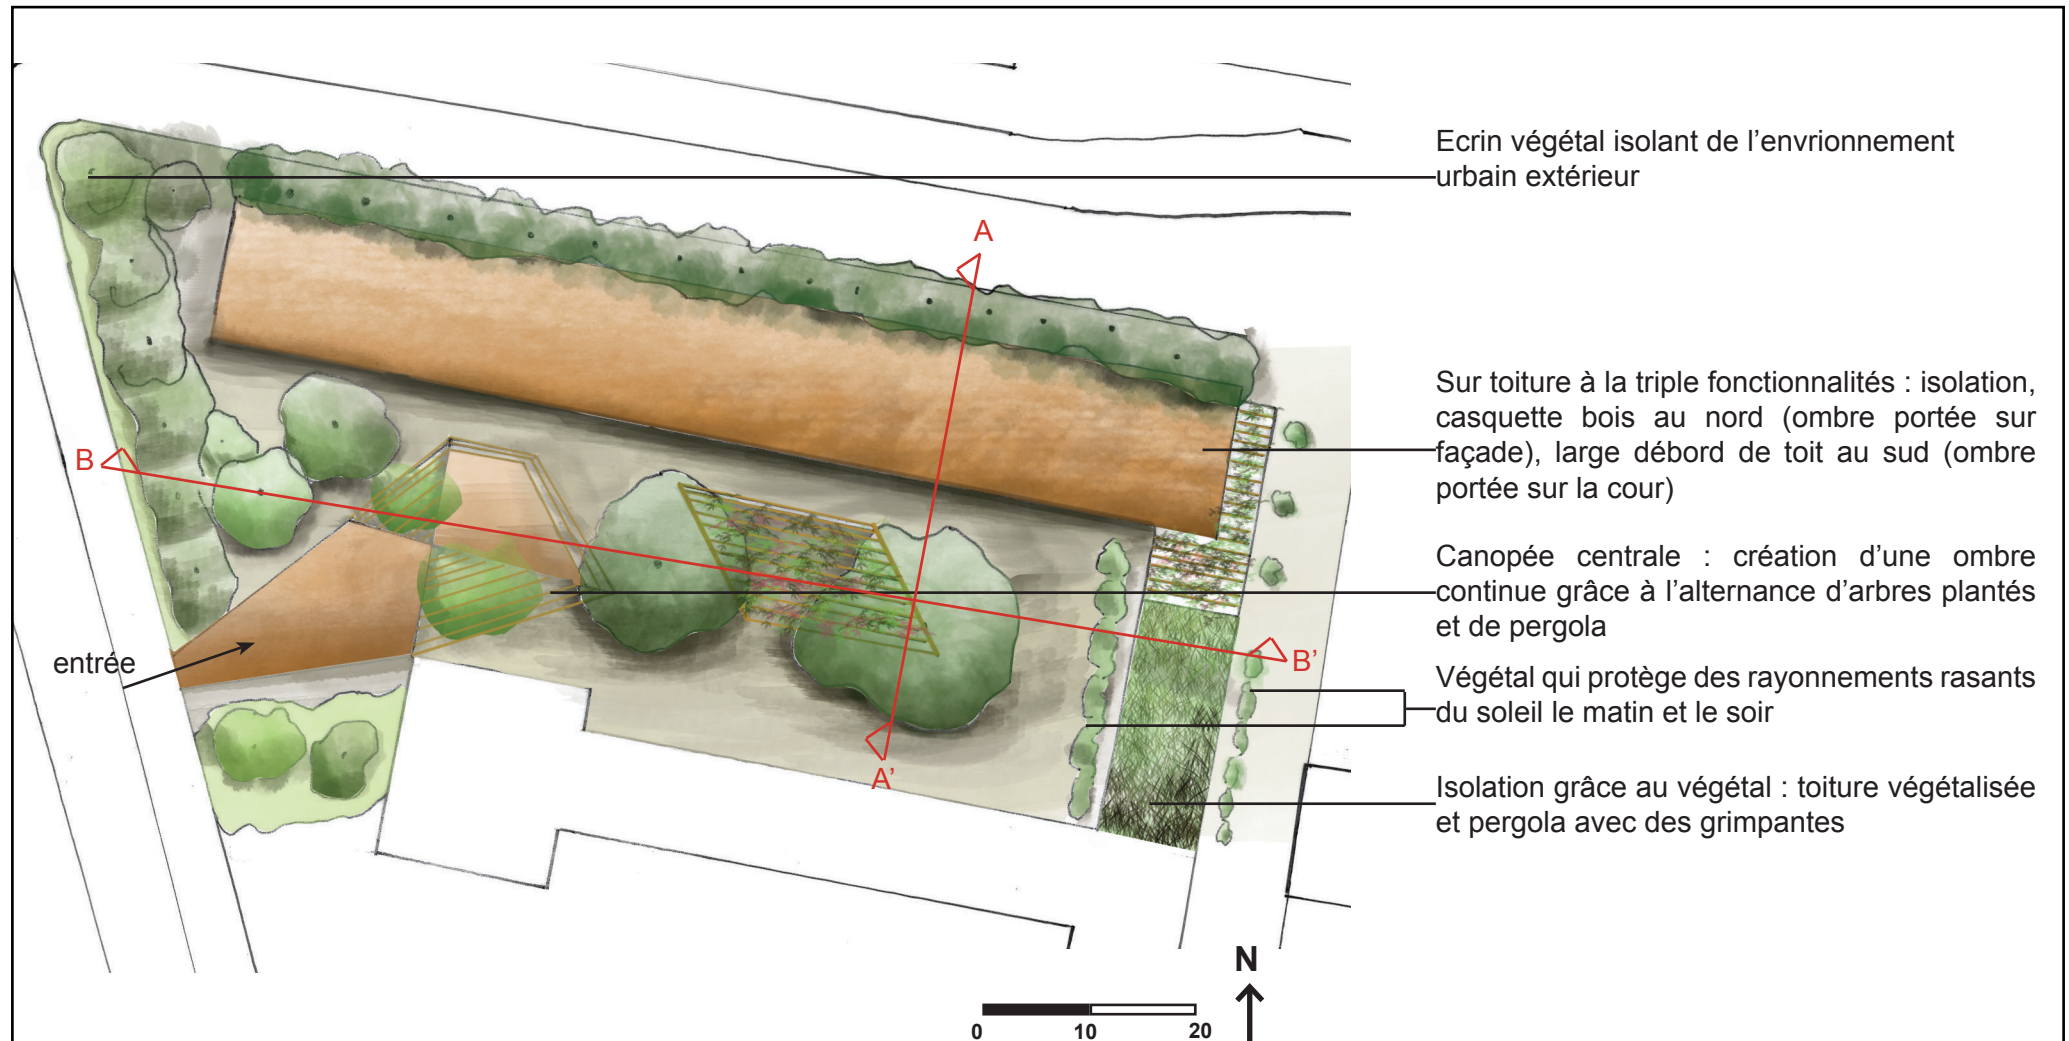 Ecrin végétal isolant de l’envrionnement
urbain extérieur
A
Sur toiture à la triple fonctionnalités : isolation,
casquette bois au nord (ombre portée sur
façade), large débord de toit au sud (ombre
portée sur la cour)
B
Canopée centrale : création d’une ombre
continue grâce à l’alternance d’arbres plantés
et de pergola
entrée
B’
Végétal qui protège des rayonnements rasants
du soleil le matin et le soir
A’
Isolation grâce au végétal : toiture végétalisée
et pergola avec des grimpantes
N
0 10 20